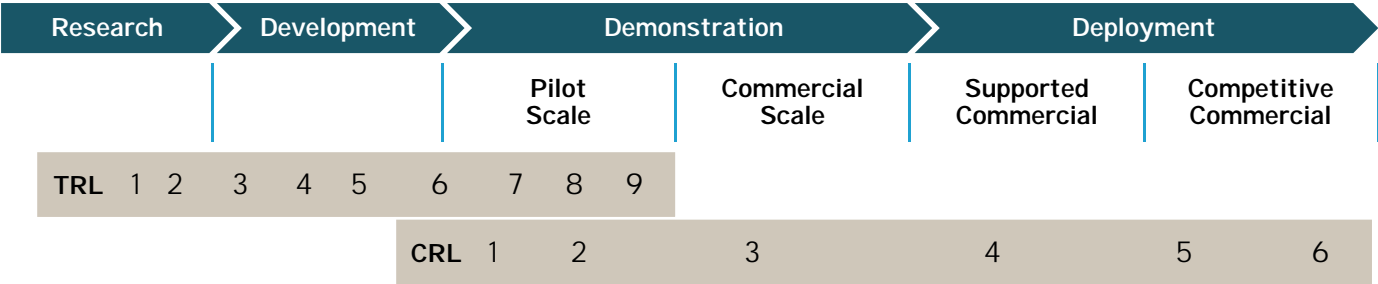 Research Development Demonstration Deployment
Pilot Commercial Supported Competitive
Scale Scale Commercial Commercial
TRL 1 2 3 4 5 6 7 8 9
CRL 1 2 3 4 5 6